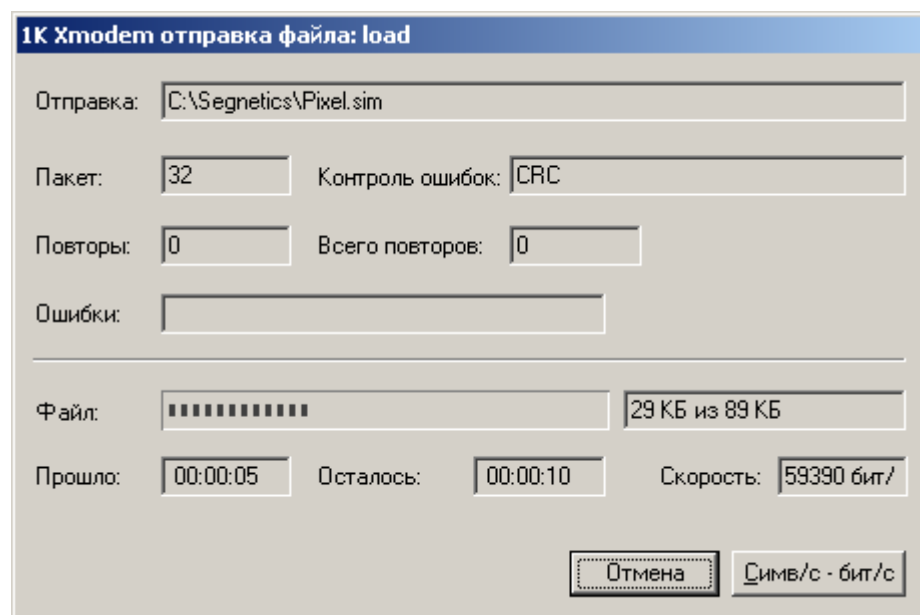 1K Xmodem отправка файла: load
Отправка: C:\Segnetics\Pixel.sim
Пакет: 32 Контроль ошибок: CRC
Повторы: 0 Всего повторов: 0
Ошибки:
Файл: 29 КБ из 89 КБ
Прошло: 00:00:05 Осталось: 00:00:10 Скорость: 59390 бит/
Отмена Симв/с - бит/с